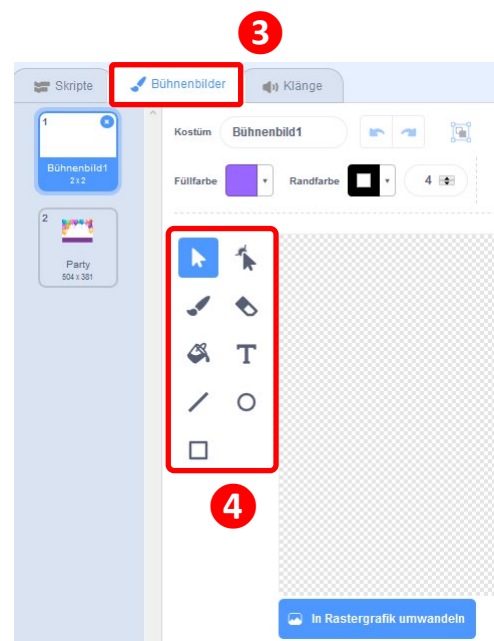 3
Skripte Bühnenbilder Klänge
1
Bühnenbild1
2 x 2
2
Party
504 x 381
Kostüm Bühnenbild1
Füllfarbe Randfarbe 4
T
4
In Rastergrafik umwandeln